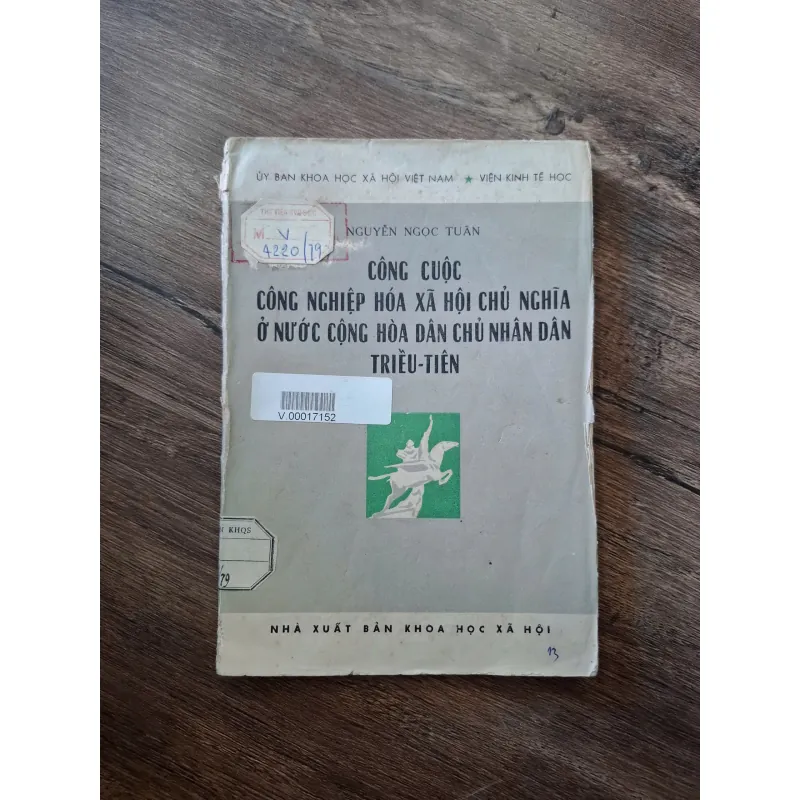 ỦY BAN KHOA HỌC XÃ HỘI VIỆT NAM ★ VIỆN KINH TẾ HỌC
M V
4220/79
NGUYỄN NGỌC TUÂN
CÔNG CUỘC
CÔNG NGHIỆP HÓA XÃ HỘI CHỦ NGHĨA
Ở NƯỚC CỘNG HÒA DÂN CHỦ NHÂN DÂN
TRIỀU-TIÊN
V.00017152
KHQS
/79
NHÀ XUẤT BẢN KHOA HỌC XÃ HỘI
13